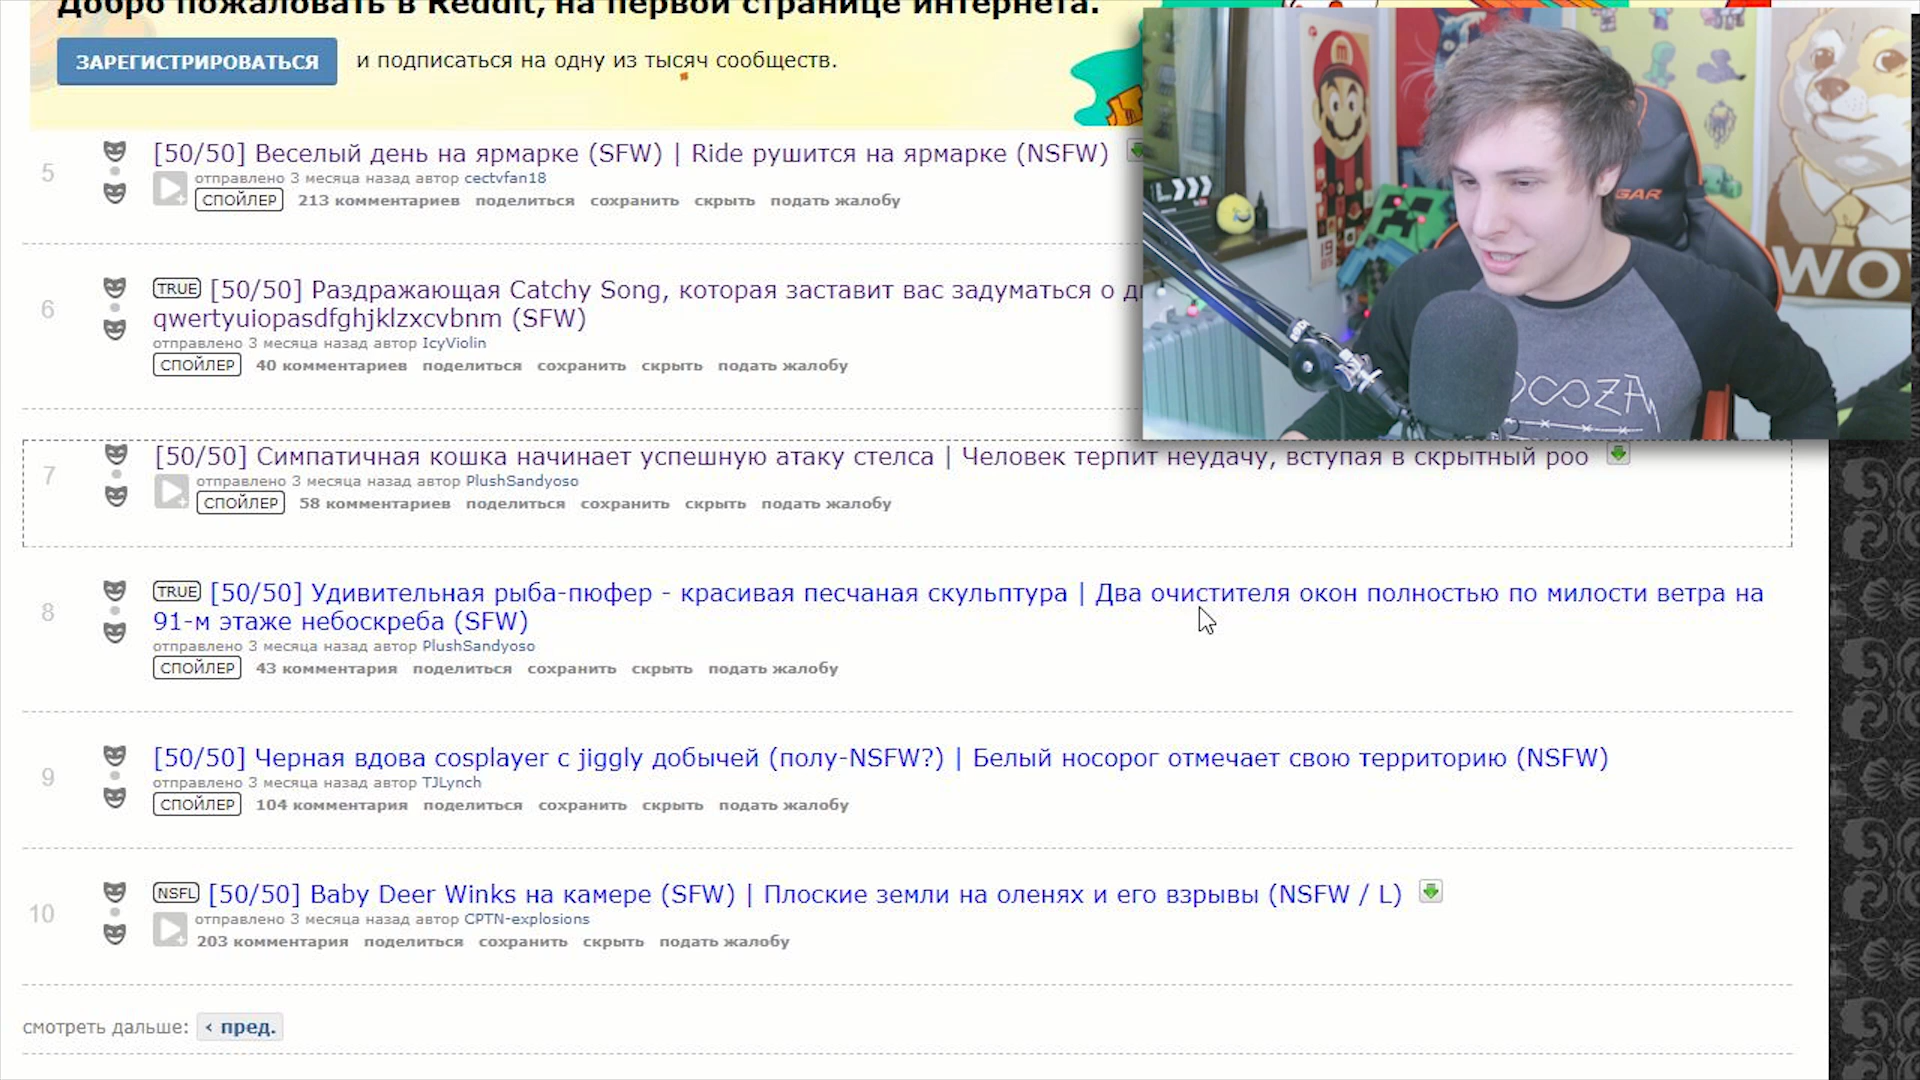 Добро пожаловать в Reddit, на первой странице интернета.
ЗАРЕГИСТРИРОВАТЬСЯ и подписаться на одну из тысяч сообществ.
5
[50/50] Веселый день на ярмарке (SFW) | Ride рушится на ярмарке (NSFW)
отправлено 3 месяца назад автор cectvfan18
СПОЙЛЕР 213 комментариев поделиться сохранить скрыть подать жалобу
6
TRUE [50/50] Раздражающая Catchy Song, которая заставит вас задуматься о
qwertyuiopasdfghjklzxcvbnm (SFW)
отправлено 3 месяца назад автор IcyViolin
СПОЙЛЕР 40 комментариев поделиться сохранить скрыть подать жалобу
7
[50/50] Симпатичная кошка начинает успешную атаку стелса | Человек терпит неудачу, вступая в скрытный роо
отправлено 3 месяца назад автор PlushSandyoso
СПОЙЛЕР 58 комментариев поделиться сохранить скрыть подать жалобу
8
TRUE [50/50] Удивительная рыба-пюфер - красивая песчаная скульптура | Два очистителя окон полностью по милости ветра на
91-м этаже небоскреба (SFW)
отправлено 3 месяца назад автор PlushSandyoso
СПОЙЛЕР 43 комментария поделиться сохранить скрыть подать жалобу
9
[50/50] Черная вдова cosplayer с jiggly добычей (полу-NSFW?) | Белый носорог отмечает свою территорию (NSFW)
отправлено 3 месяца назад автор TJLynch
СПОЙЛЕР 104 комментария поделиться сохранить скрыть подать жалобу
10
NSFL [50/50] Baby Deer Winks на камере (SFW) | Плоские земли на оленях и его взрывы (NSFW / L)
отправлено 3 месяца назад автор CPTN-explosions
203 комментария поделиться сохранить скрыть подать жалобу
смотреть дальше: ‹ пред.
GAR
WO
1985
OCOZA